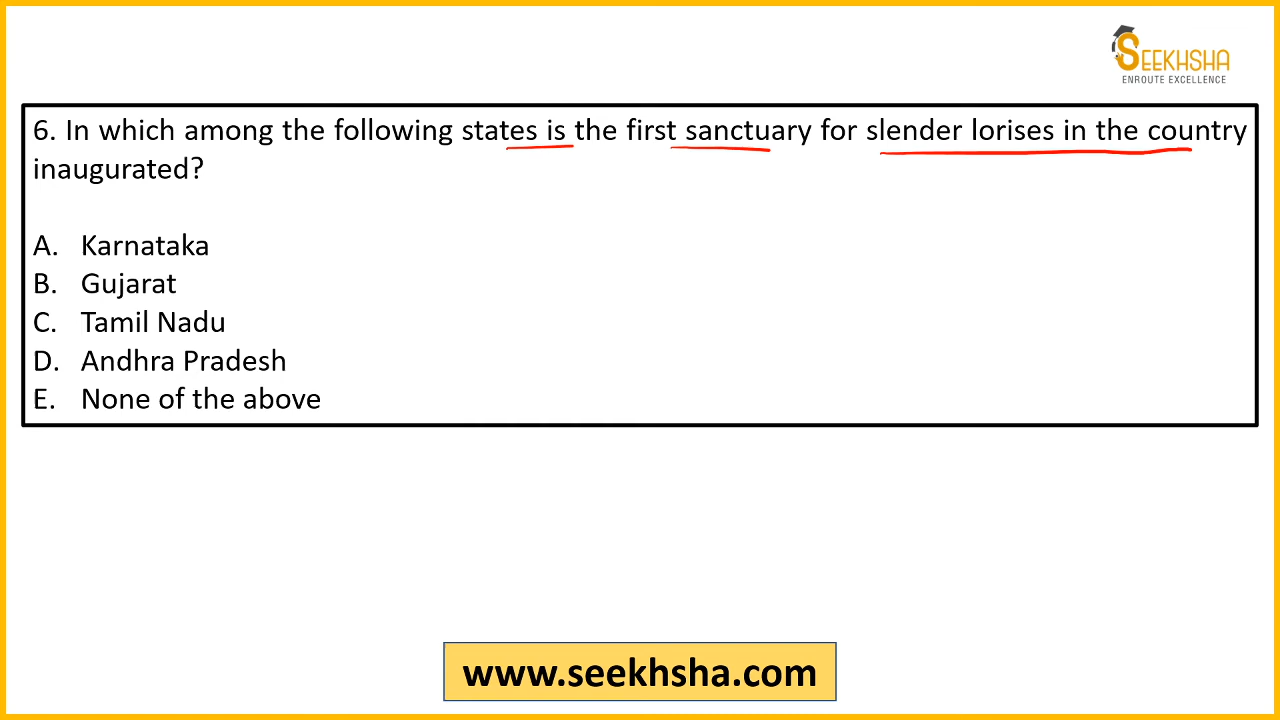 SEEKHSHA
ENROUTE EXCELLENCE
6. In which among the following states is the first sanctuary for slender lorises in the country
inaugurated?
A. Karnataka
B. Gujarat
C. Tamil Nadu
D. Andhra Pradesh
E. None of the above
www.seekhsha.com